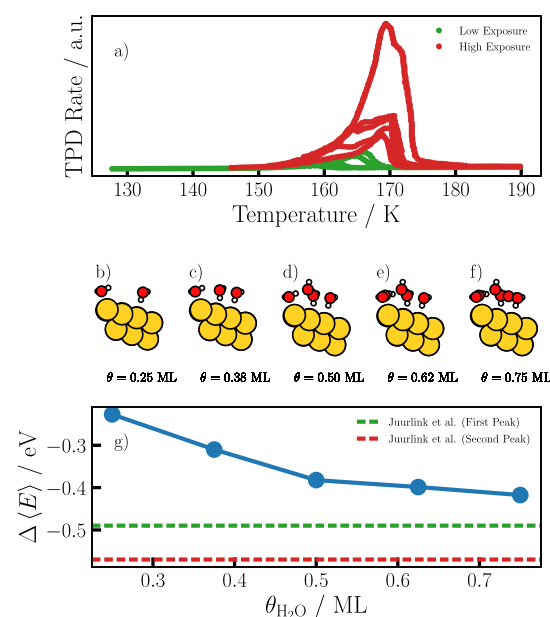 a)
Low Exposure
High Exposure
TPD Rate / a.u.
130 140 150 160 170 180 190
Temperature / K
b) c) d) e) f)
θ = 0.25 ML θ = 0.38 ML θ = 0.50 ML θ = 0.62 ML θ = 0.75 ML
g)
Juurlink et al. (First Peak)
Juurlink et al. (Second Peak)
Δ ⟨E⟩ / eV
−0.3
−0.4
−0.5
0.3 0.4 0.5 0.6 0.7
θ_{H₂O} / ML